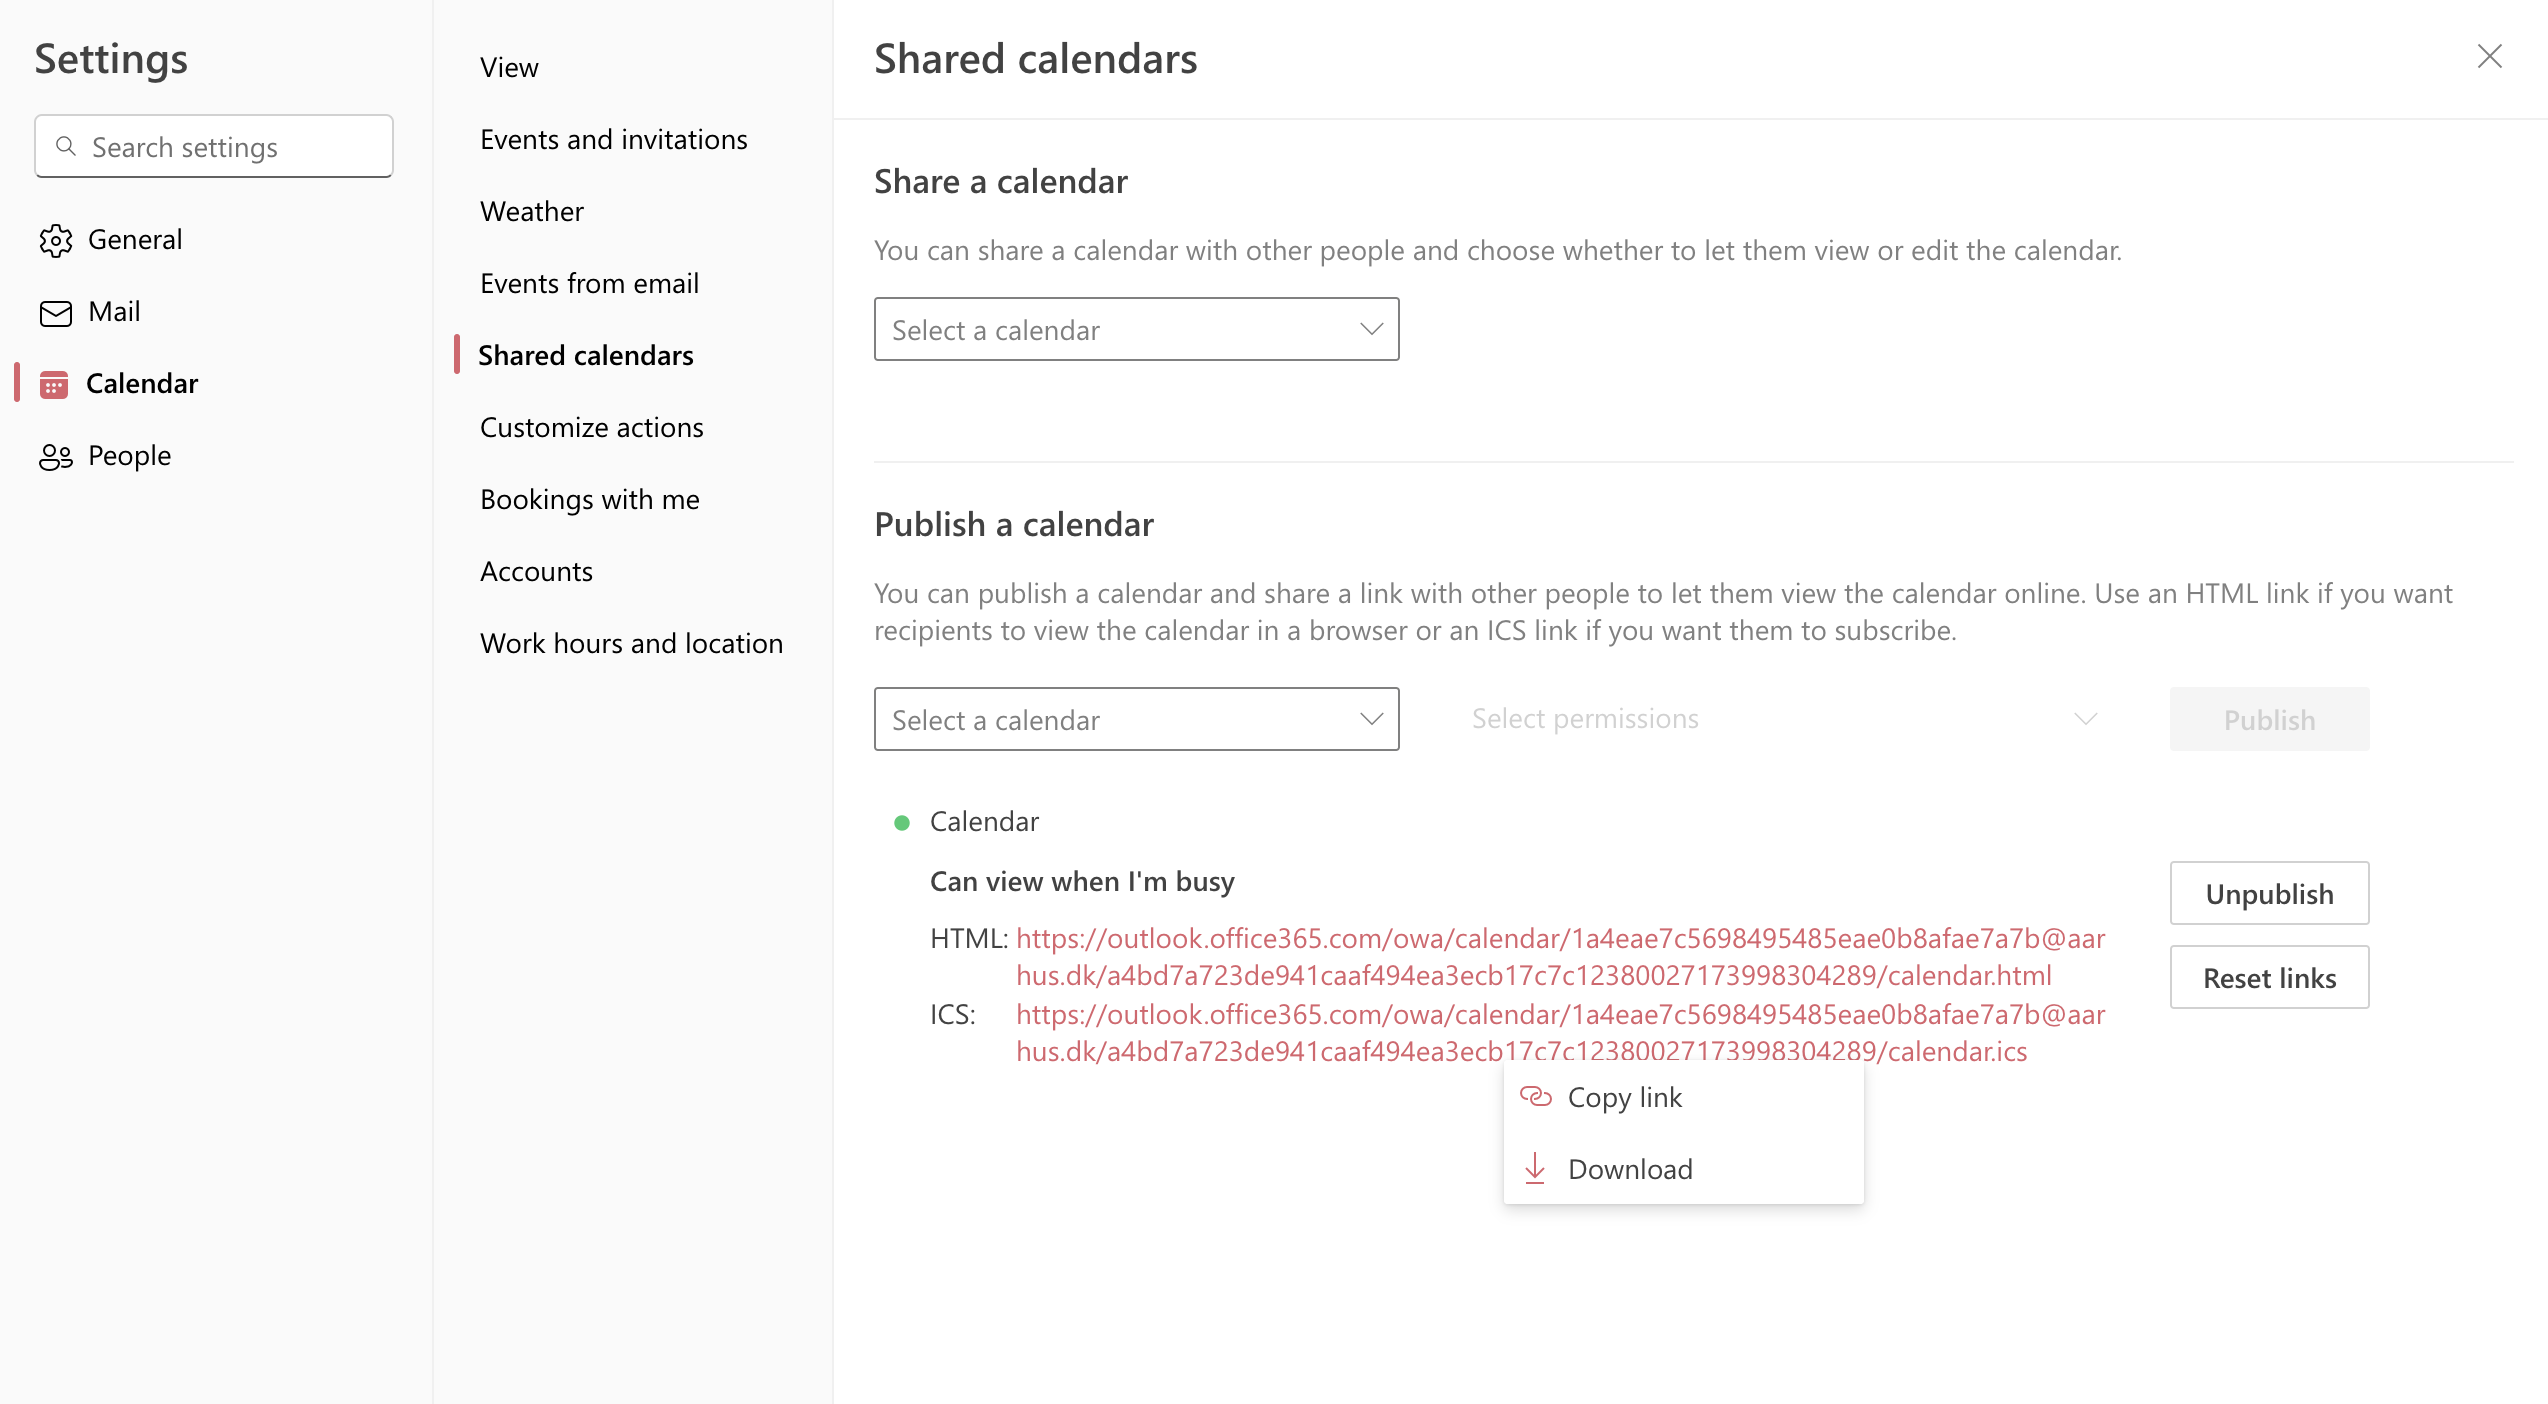 Settings
Search settings
General
Mail
Calendar
People
View
Events and invitations
Weather
Events from email
Shared calendars
Customize actions
Bookings with me
Accounts
Work hours and location
Shared calendars
Share a calendar
You can share a calendar with other people and choose whether to let them view or edit the calendar.
Select a calendar
Publish a calendar
You can publish a calendar and share a link with other people to let them view the calendar online. Use an HTML link if you want
recipients to view the calendar in a browser or an ICS link if you want them to subscribe.
Select a calendar
Select permissions
Publish
Calendar
Can view when I'm busy
Unpublish
HTML: https://outlook.office365.com/owa/calendar/1a4eae7c5698495485eae0b8afae7a7b@aar
hus.dk/a4bd7a723de941caaf494ea3ecb17c7c12380027173998304289/calendar.html
Reset links
ICS: https://outlook.office365.com/owa/calendar/1a4eae7c5698495485eae0b8afae7a7b@aar
hus.dk/a4bd7a723de941caaf494ea3ecb17c7c12380027173998304289/calendar.ics
Copy link
Download